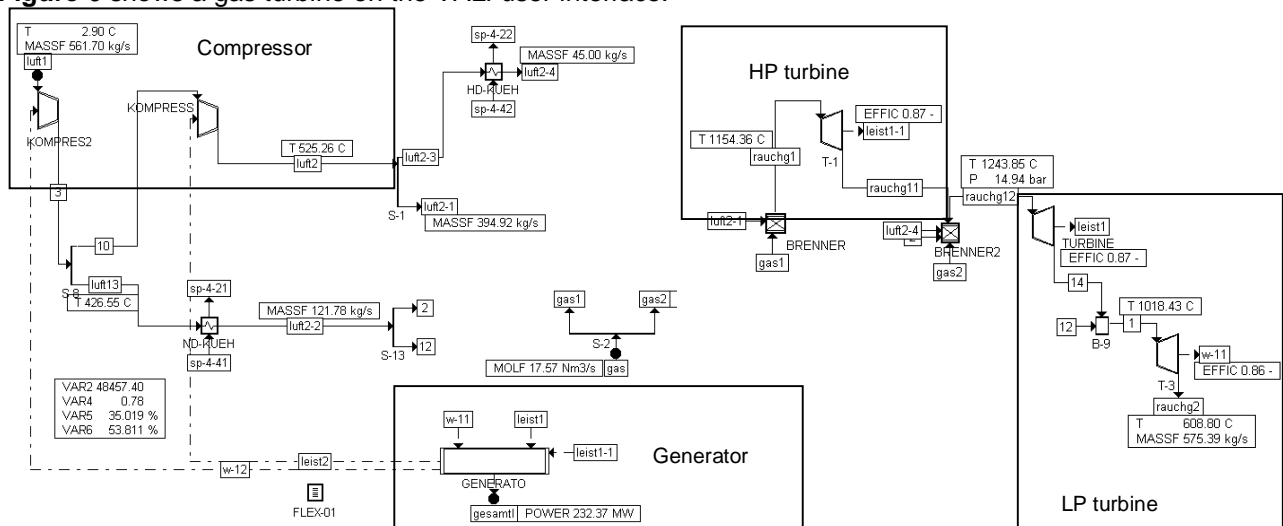 T 2.90 C
MASSF 561.70 kg/s
luft1
Compressor
KOMPRES2
KOMPRESS
T 525.26 C
luft2
3
10
luft13
S-8
T 426.55 C
sp-4-22
MASSF 45.00 kg/s
luft2-4
HD-KUEH
sp-4-42
luft2-3
luft2-1
S-1
MASSF 394.92 kg/s
sp-4-21
MASSF 121.78 kg/s
luft2-2
ND-KUEH
sp-4-41
2
12
S-13
VAR2 48457.40
VAR4 0.78
VAR5 35.019 %
VAR6 53.811 %
gas1
gas2
S-2
MOLF 17.57 Nm3/s
gas
HP turbine
EFFIC 0.87 -
leist1-1
T 1154.36 C
rauchg1
T-1
rauchg11
luft2-1
BRENNER
gas1
T 1243.85 C
P 14.94 bar
rauchg12
luft2-4
BRENNER2
gas2
leist1
TURBINE
EFFIC 0.87 -
14
T 1018.43 C
12
1
B-9
w-11
EFFIC 0.86 -
T-3
rauchg2
T 608.80 C
MASSF 575.39 kg/s
LP turbine
w-11
leist1
leist1-1
Generator
GENERATO
gesamtl
POWER 232.37 MW
leist2
w-12
FLEX-01